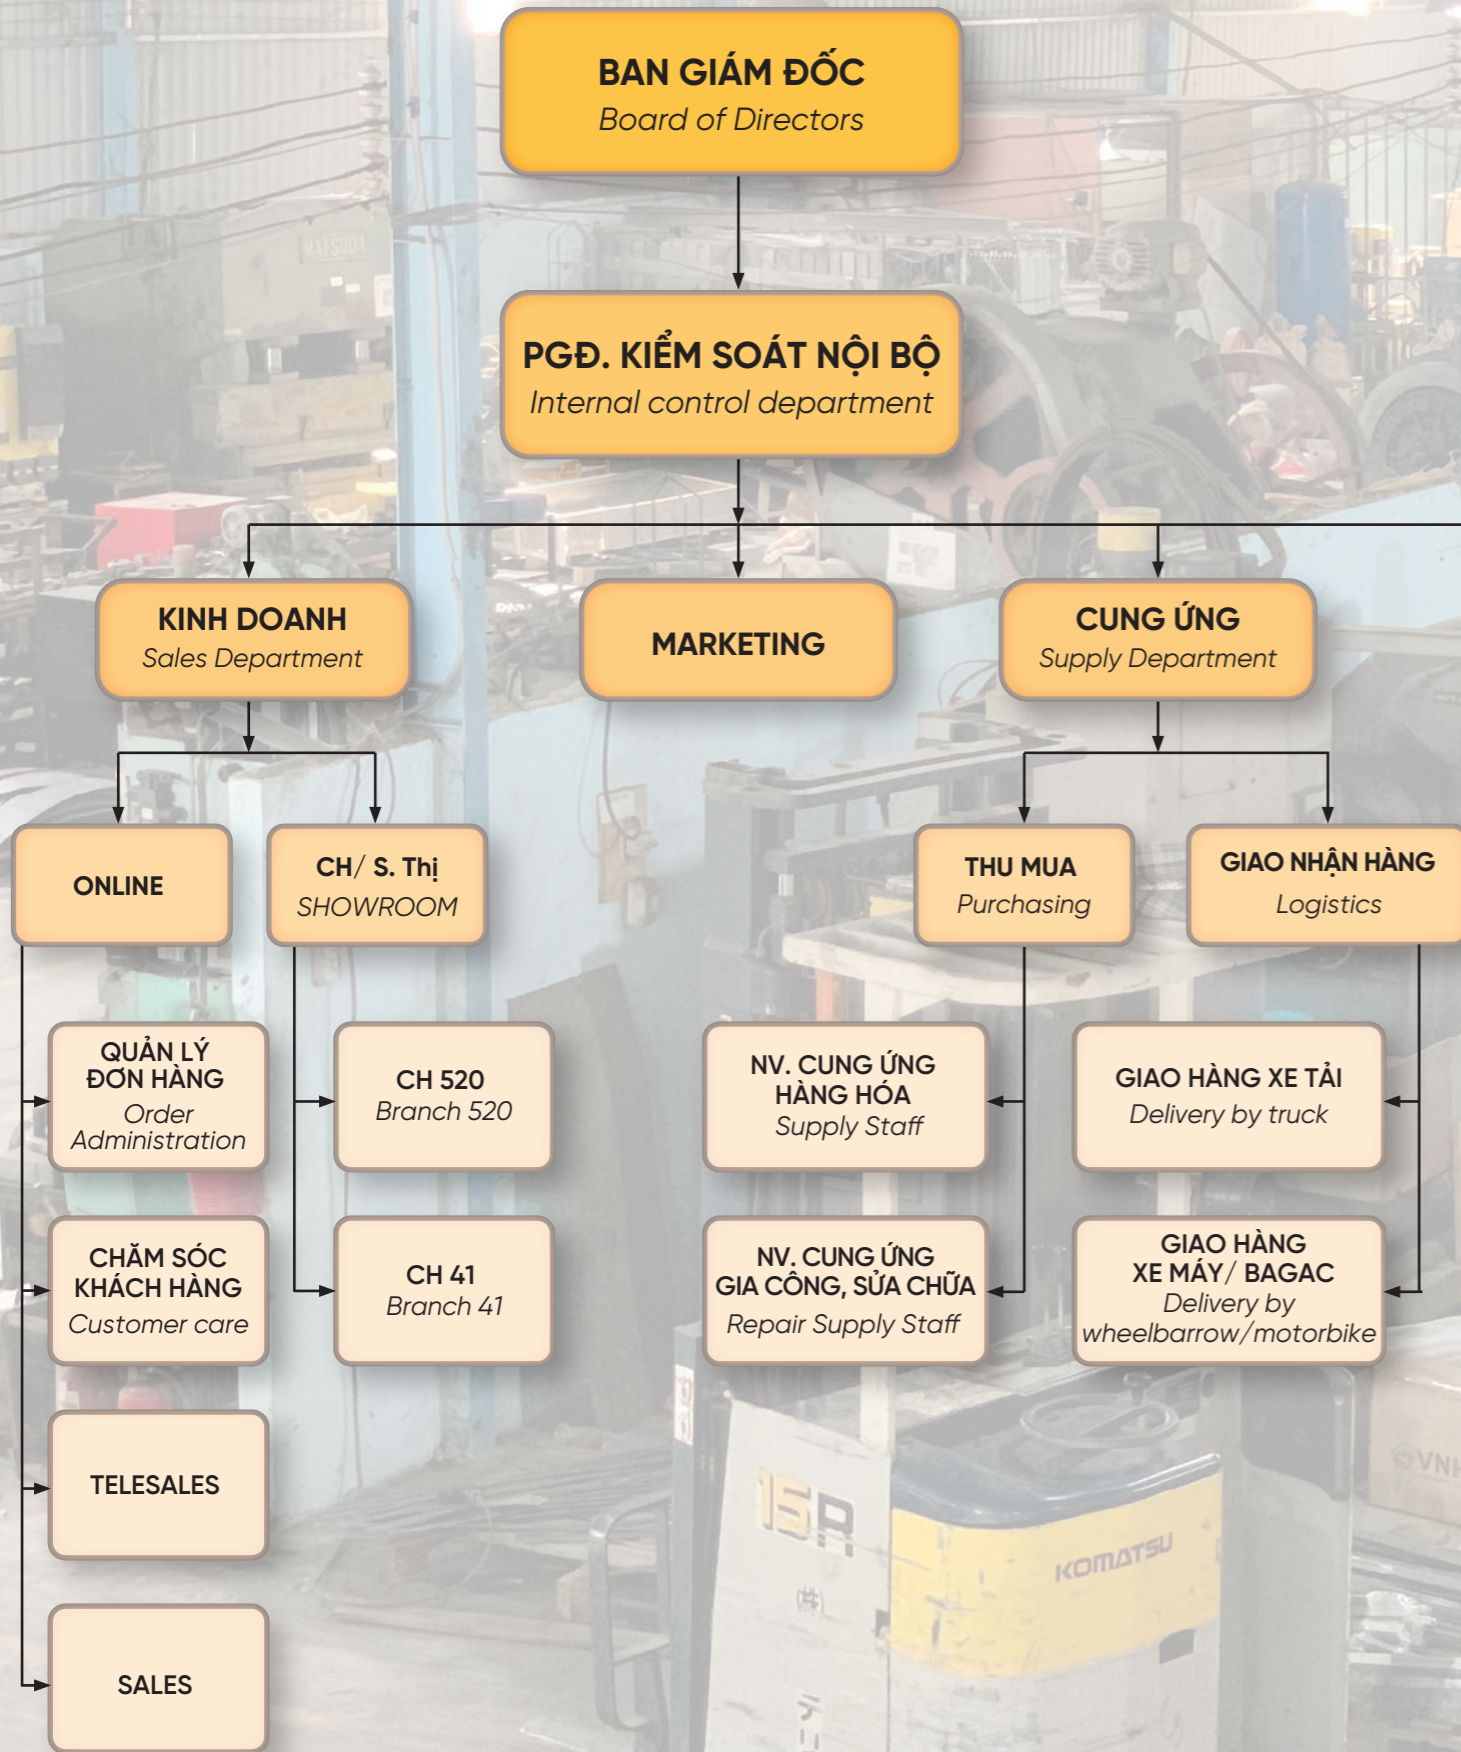 BAN GIÁM ĐỐC
Board of Directors
PGĐ. KIỂM SOÁT NỘI BỘ
Internal control department
KINH DOANH
Sales Department
MARKETING
CUNG ỨNG
Supply Department
ONLINE
CH/ S. Thị
SHOWROOM
THU MUA
Purchasing
GIAO NHẬN HÀNG
Logistics
QUẢN LÝ
ĐƠN HÀNG
Order
Administration
CH 520
Branch 520
NV. CUNG ỨNG
HÀNG HÓA
Supply Staff
GIAO HÀNG XE TẢI
Delivery by truck
CHĂM SÓC
KHÁCH HÀNG
Customer care
CH 41
Branch 41
NV. CUNG ỨNG
GIA CÔNG, SỬA CHỮA
Repair Supply Staff
GIAO HÀNG
XE MÁY/ BAGAC
Delivery by
wheelbarrow/motorbike
TELESALES
SALES
MATSUDA
15R
KOMATSU